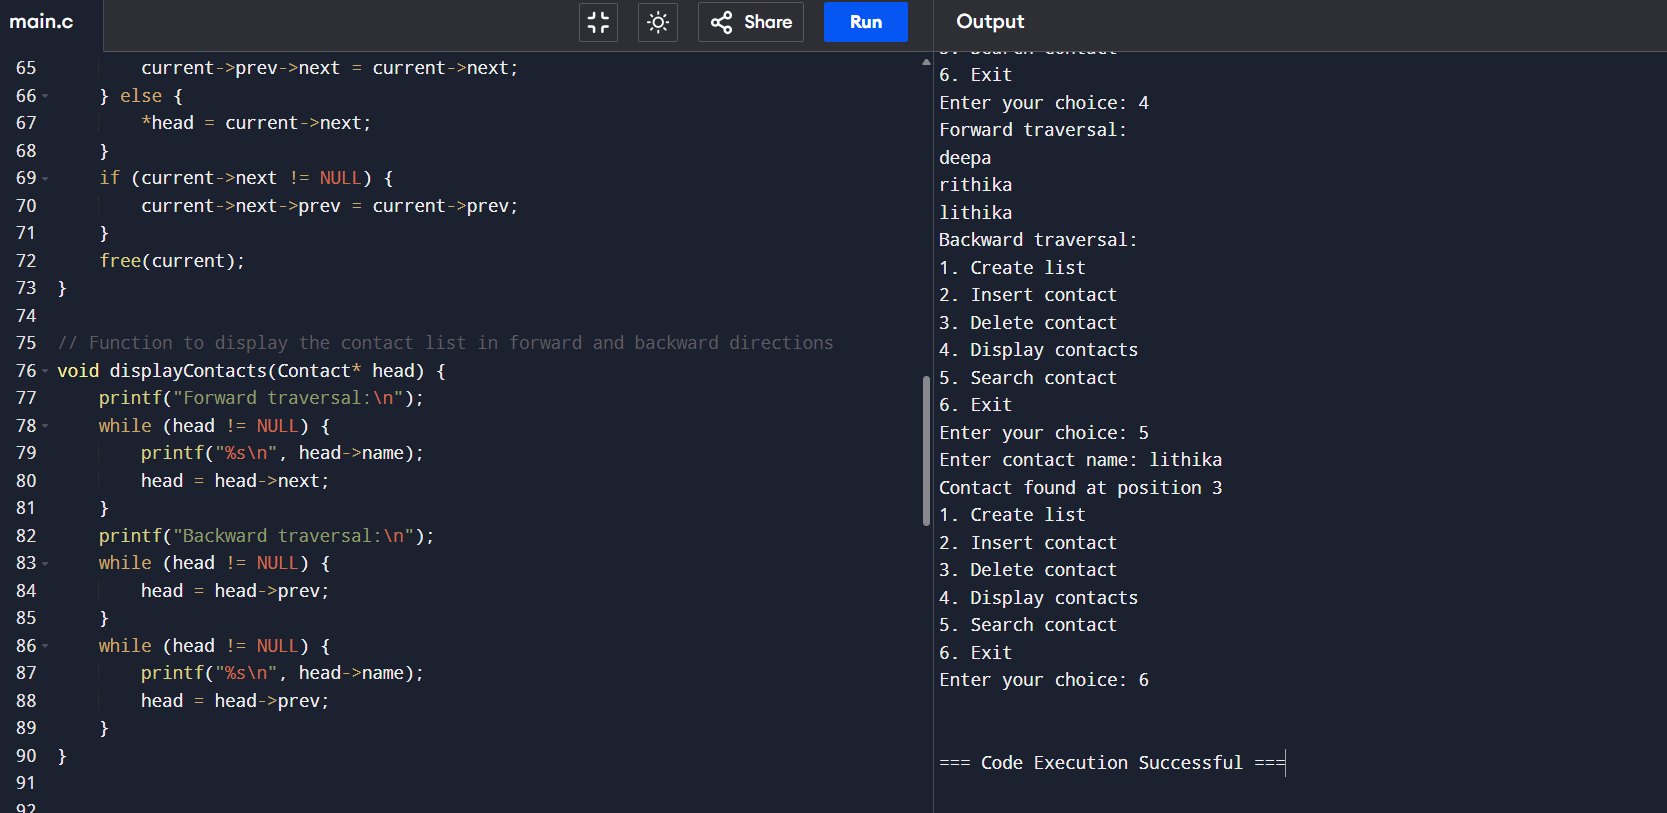 main.c
Share
Run
65 current->prev->next = current->next;
66 } else {
67 *head = current->next;
68 }
69 if (current->next != NULL) {
70 current->next->prev = current->prev;
71 }
72 free(current);
73 }
74
75 // Function to display the contact list in forward and backward directions
76 void displayContacts(Contact* head) {
77 printf("Forward traversal:\n");
78 while (head != NULL) {
79 printf("%s\n", head->name);
80 head = head->next;
81 }
82 printf("Backward traversal:\n");
83 while (head != NULL) {
84 head = head->prev;
85 }
86 while (head != NULL) {
87 printf("%s\n", head->name);
88 head = head->prev;
89 }
90 }
91
92
Output
5. Search contact
6. Exit
Enter your choice: 4
Forward traversal:
deepa
rithika
lithika
Backward traversal:
1. Create list
2. Insert contact
3. Delete contact
4. Display contacts
5. Search contact
6. Exit
Enter your choice: 5
Enter contact name: lithika
Contact found at position 3
1. Create list
2. Insert contact
3. Delete contact
4. Display contacts
5. Search contact
6. Exit
Enter your choice: 6
=== Code Execution Successful ===